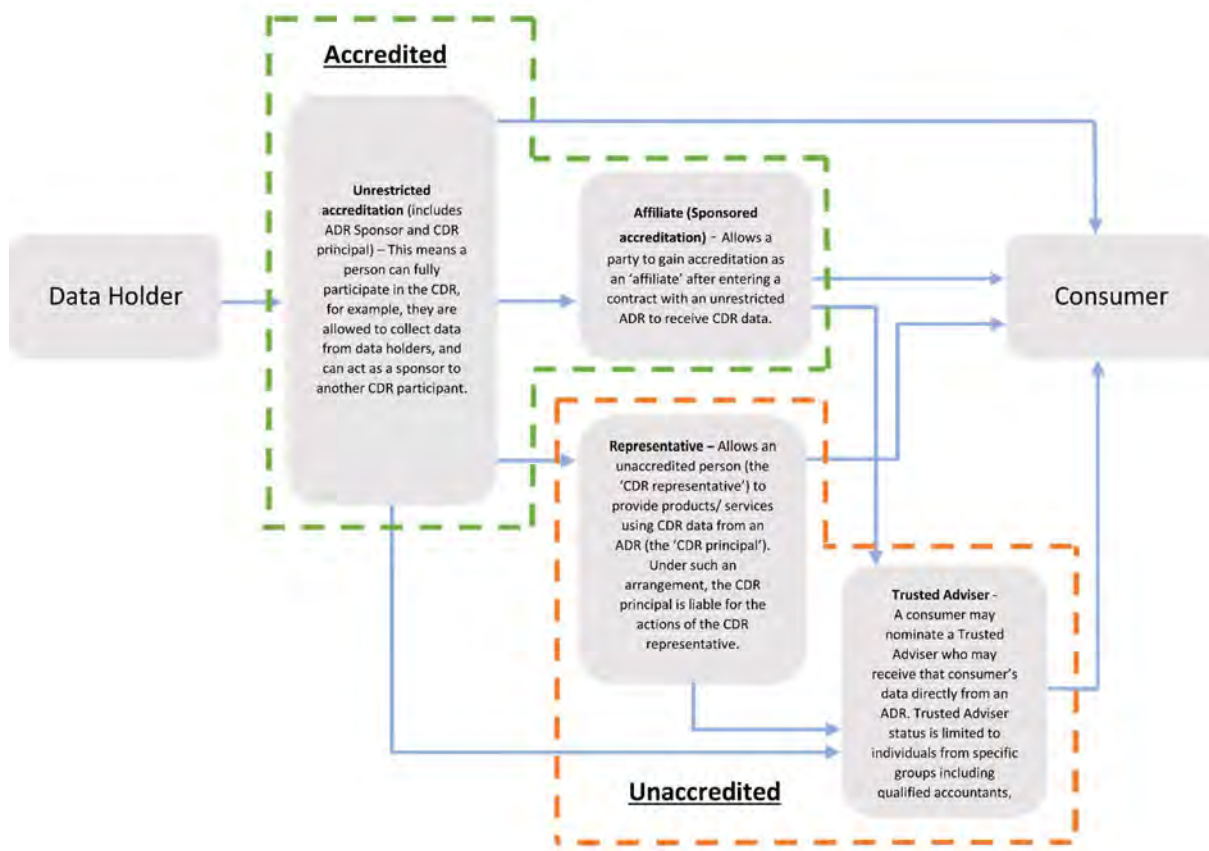 Accredited
Data Holder
Unrestricted
accreditation (includes
ADR Sponsor and CDR
principal) – This means a
person can fully
participate in the CDR,
for example, they are
allowed to collect data
from data holders, and
can act as a sponsor to
another CDR participant.
Affiliate (Sponsored
accreditation) - Allows a
party to gain accreditation as
an ‘affiliate’ after entering a
contract with an unrestricted
ADR to receive CDR data.
Consumer
Representative – Allows an
unaccredited person (the
‘CDR representative’) to
provide products/ services
using CDR data from an
ADR (the ‘CDR principal’).
Under such an
arrangement, the CDR
principal is liable for the
actions of the CDR
representative.
Trusted Adviser -
A consumer may
nominate a Trusted
Adviser who may
receive that consumer’s
data directly from an
ADR. Trusted Adviser
status is limited to
individuals from specific
groups including
qualified accountants,
Unaccredited